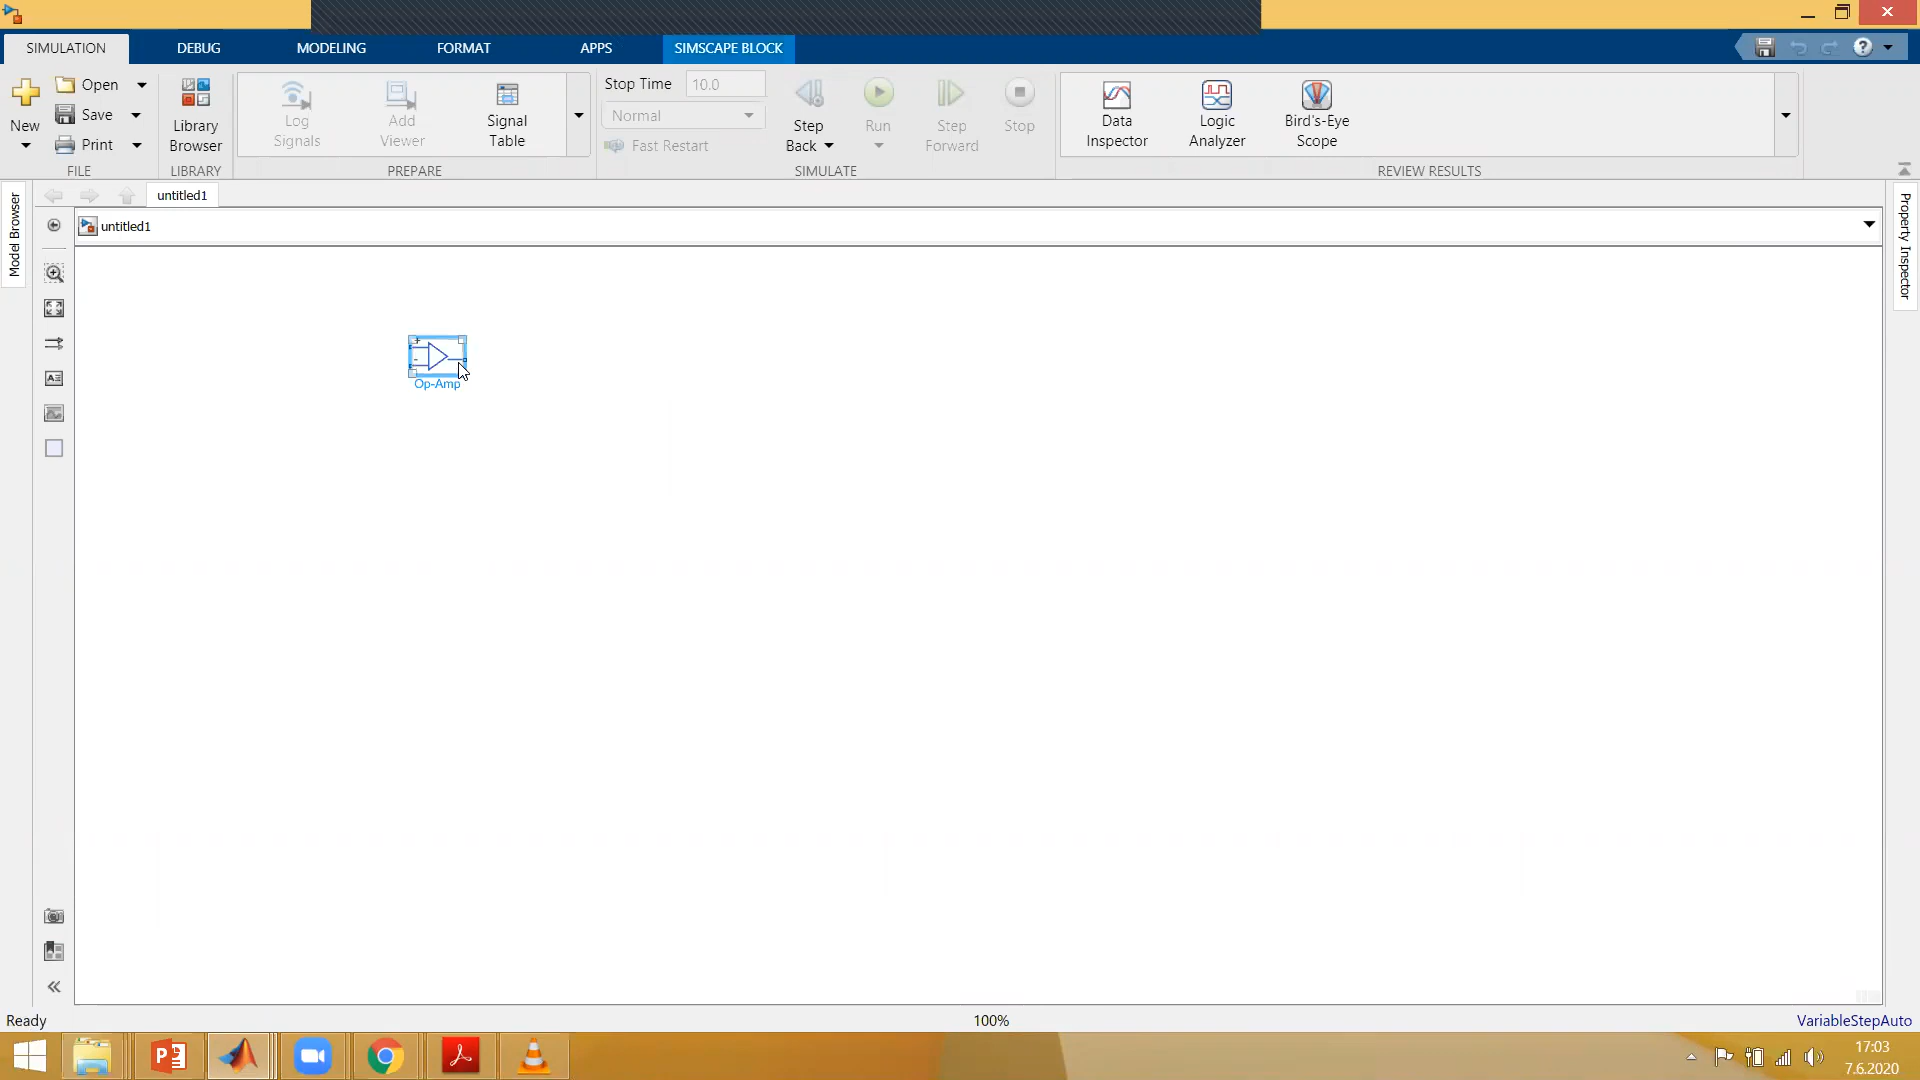 SIMULATION DEBUG MODELING FORMAT APPS SIMSCAPE BLOCK
New
Open
Save
Print
FILE
Library
Browser
LIBRARY
Log
Signals
Add
Viewer
Signal
Table
PREPARE
Stop Time 10.0
Normal
Fast Restart
Step
Back
Run
Step
Forward
Stop
SIMULATE
Data
Inspector
Logic
Analyzer
Bird's-Eye
Scope
REVIEW RESULTS
Model Browser
untitled1
untitled1
Property Inspector
+
-
Op-Amp
Ready 100% VariableStepAuto
17:03
7.6.2020